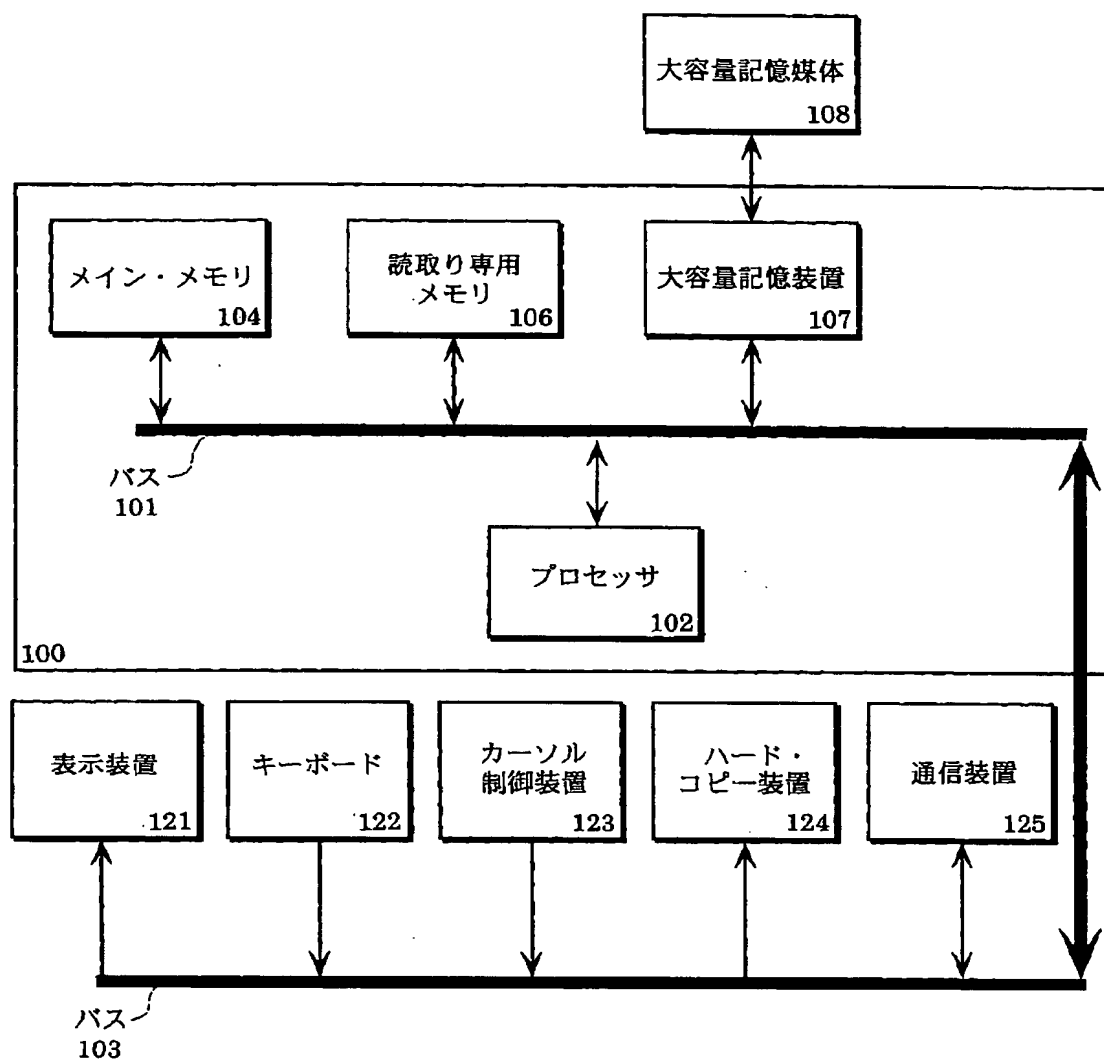 大容量記憶媒体
108
メイン・メモリ
104
読取り専用
メモリ
106
大容量記憶装置
107
バス
101
プロセッサ
102
100
表示装置
121
キーボード
122
カーソル
制御装置
123
ハード・
コピー装置
124
通信装置
125
バス
103